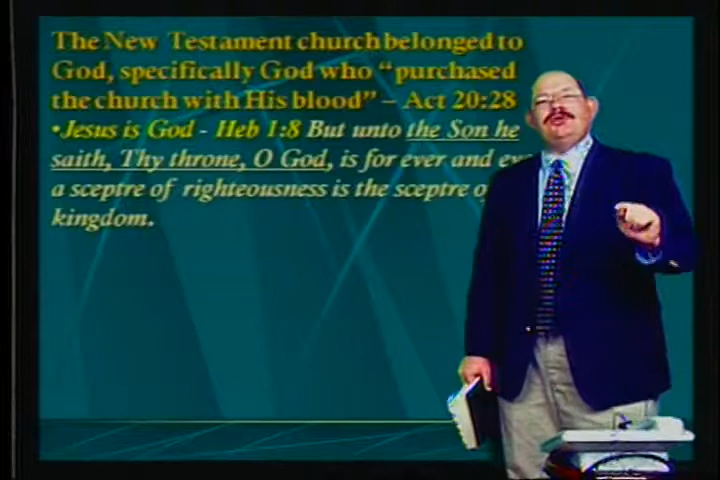 The New Testament church belonged to
God, specifically God who “purchased
the church with His blood” – Act 20:28
•Jesus is God - Heb 1:8 But unto the Son he
saith, Thy throne, O God, is for ever and
a sceptre of righteousness is the sceptre
kingdom.